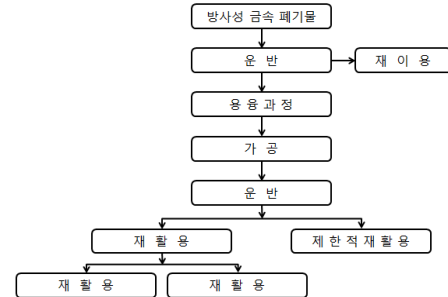 방사성 금속 폐기물
운 반
재 이 용
용 융 과 정
가 공
운 반
재 활 용
제 한 적 재 활 용
재 활 용
재 활 용